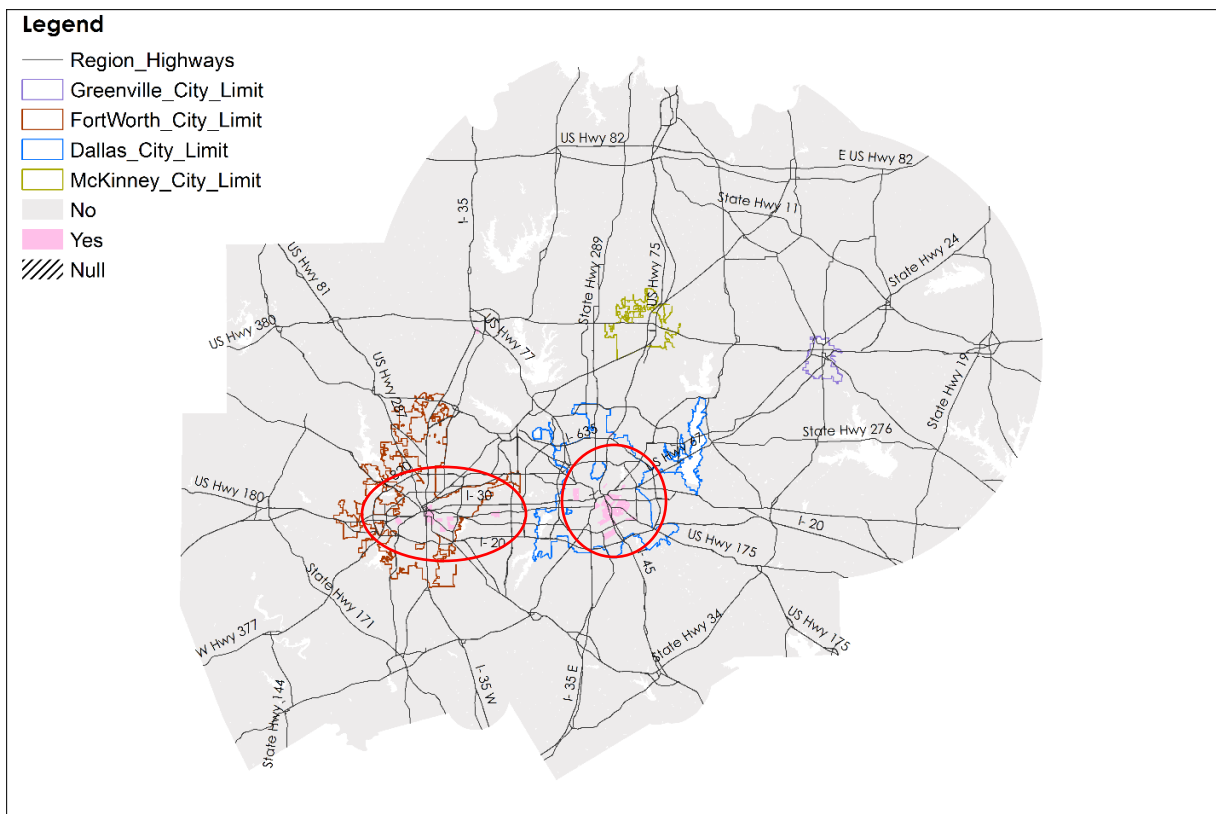 Legend
Region_Highways
Greenville_City_Limit
FortWorth_City_Limit
Dallas_City_Limit
McKinney_City_Limit
No
Yes
Null
US Hwy 82
E US Hwy 82
State Hwy 11
I- 35
State Hwy 289
US Hwy 75
State Hwy 24
US Hwy 81
US Hwy 380
US Hwy 77
State Hwy 19
US Hwy 287
I- 635
US Hwy 67
State Hwy 276
US Hwy 180
I- 30
I- 20
I- 20
US Hwy 175
45
State Hwy 171
State Hwy 34
US Hwy 175
W Hwy 377
I- 35 W
I- 35 E
State Hwy 144